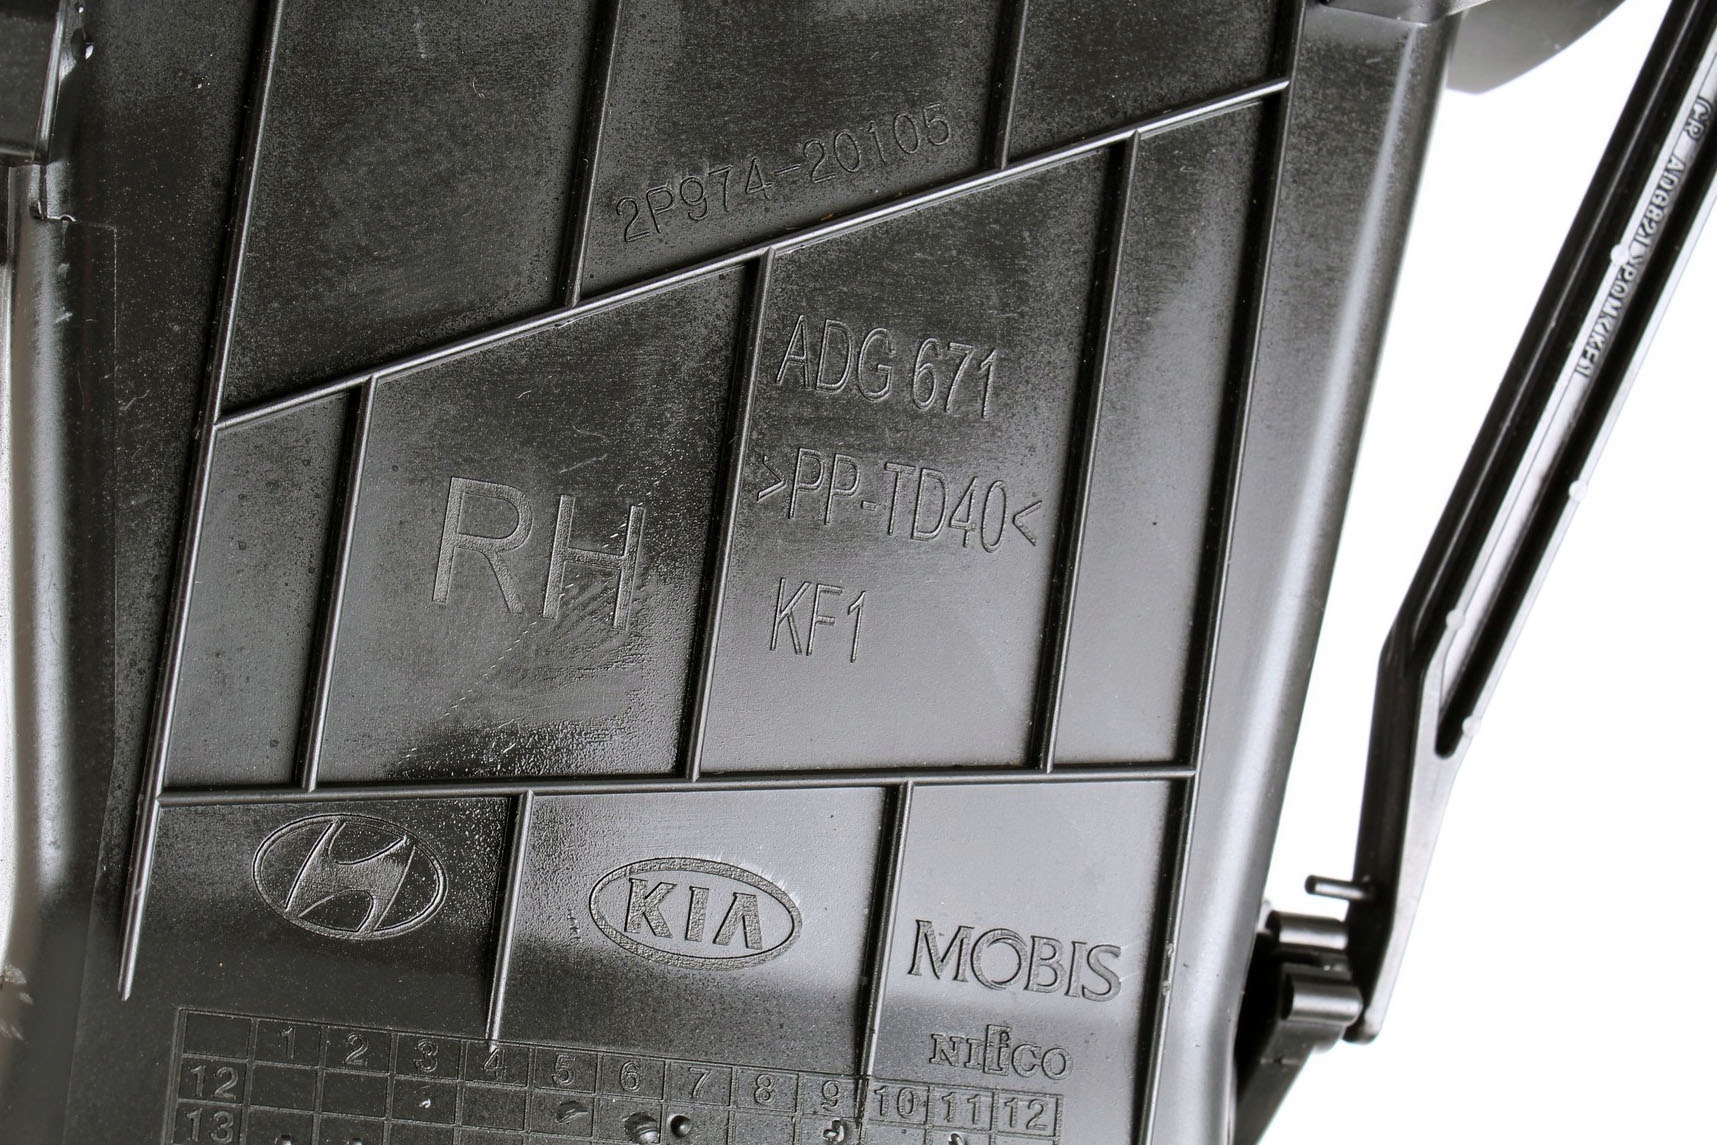 2P974-20105
ADG 671
>PP-TD40<
KF1
RH
KIA
MOBIS
NIFCO
1 2 3 4 5 6 7 8 9 10 11 12
12
13